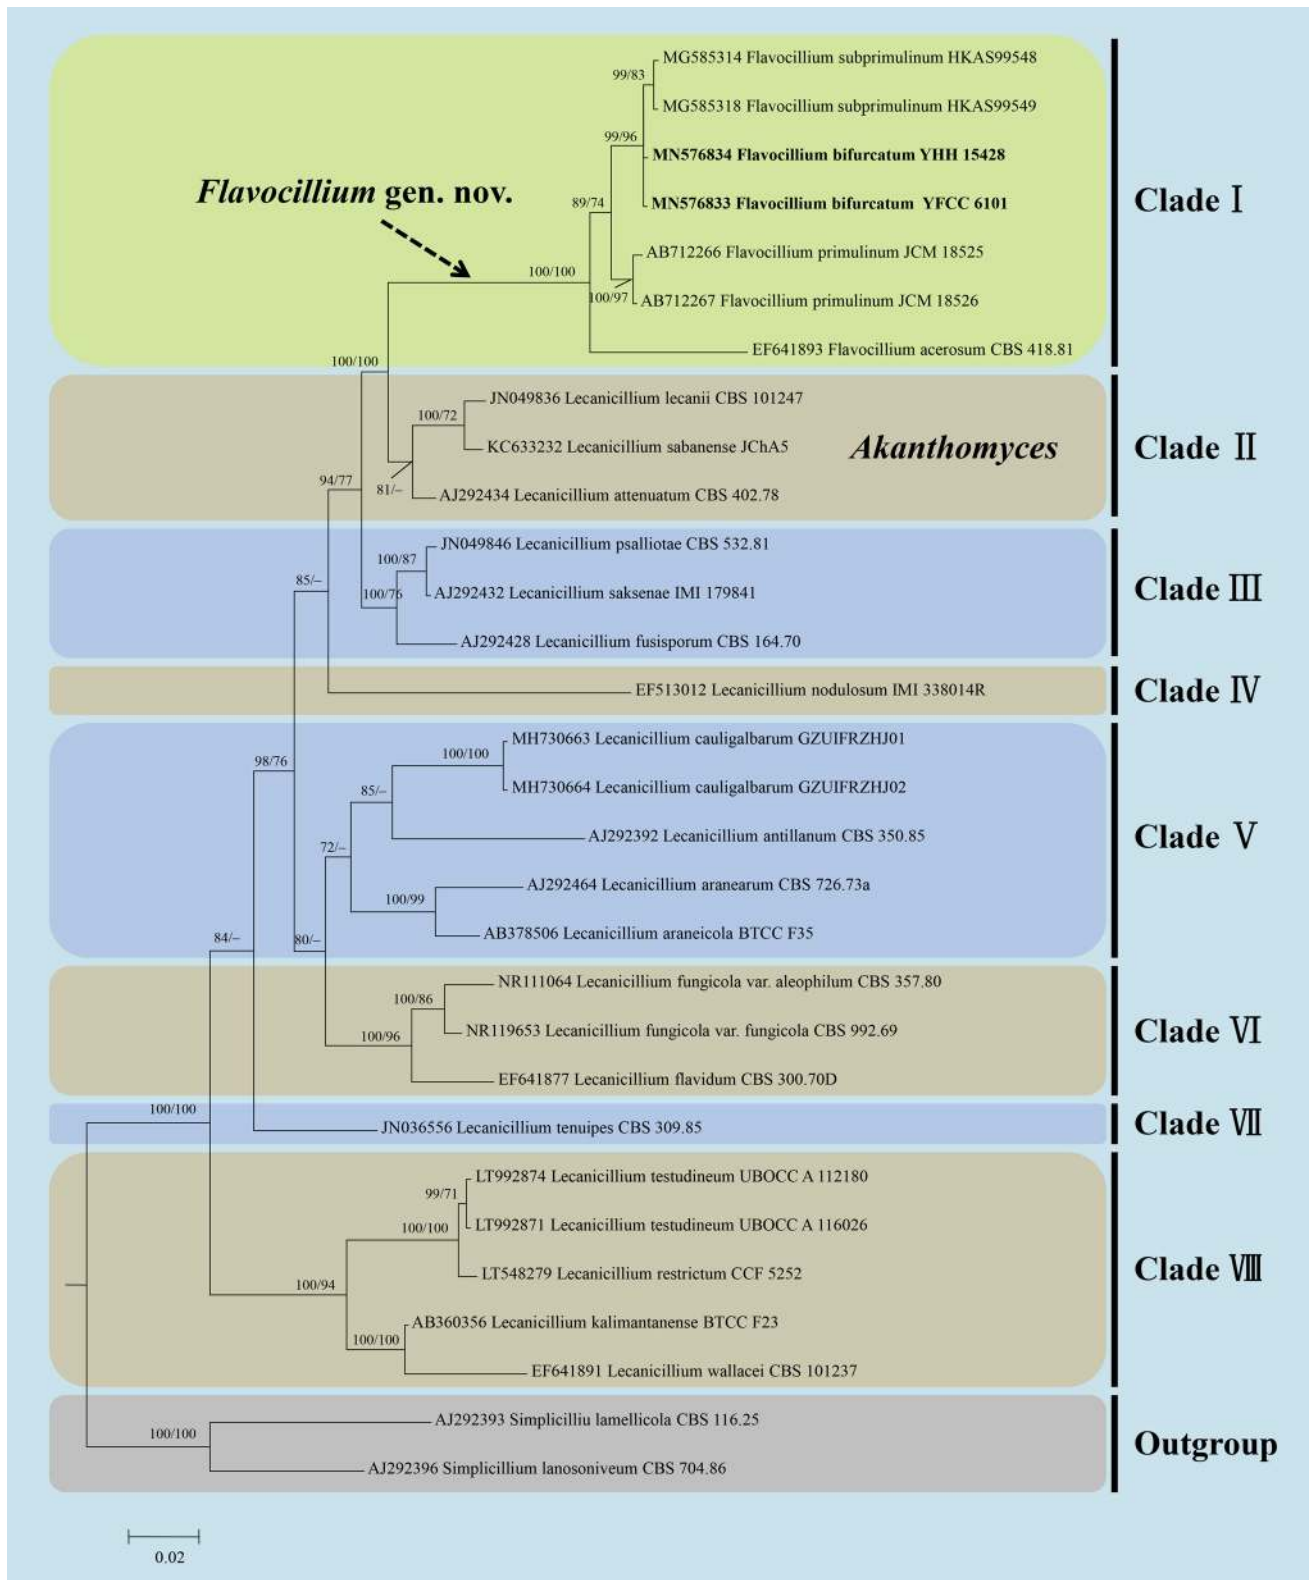 MG585314 Flavocillium subprimulinum HKAS99548
99/83
MG585318 Flavocillium subprimulinum HKAS99549
99/96
MN576834 Flavocillium bifurcatum YHH 15428
Flavocillium gen. nov.
Clade Ⅰ
89/74
MN576833 Flavocillium bifurcatum YFCC 6101
AB712266 Flavocillium primulinum JCM 18525
100/100
100/97
AB712267 Flavocillium primulinum JCM 18526
EF641893 Flavocillium acerosum CBS 418.81
100/100
JN049836 Lecanicillium lecanii CBS 101247
100/72
KC633232 Lecanicillium sabanense JChA5
Akanthomyces
Clade Ⅱ
94/77
81/–
AJ292434 Lecanicillium attenuatum CBS 402.78
JN049846 Lecanicillium psalliotae CBS 532.81
100/87
85/–
100/76
AJ292432 Lecanicillium saksenae IMI 179841
Clade Ⅲ
AJ292428 Lecanicillium fusisporum CBS 164.70
EF513012 Lecanicillium nodulosum IMI 338014R
Clade Ⅳ
MH730663 Lecanicillium cauligalbarum GZUIFRZHJ01
98/76
100/100
MH730664 Lecanicillium cauligalbarum GZUIFRZHJ02
85/–
AJ292392 Lecanicillium antillanum CBS 350.85
Clade Ⅴ
72/–
AJ292464 Lecanicillium aranearum CBS 726.73a
100/99
AB378506 Lecanicillium araneicola BTCC F35
84/–
80/–
NR111064 Lecanicillium fungicola var. aleophilum CBS 357.80
100/86
NR119653 Lecanicillium fungicola var. fungicola CBS 992.69
Clade Ⅵ
100/96
EF641877 Lecanicillium flavidum CBS 300.70D
100/100
JN036556 Lecanicillium tenuipes CBS 309.85
Clade Ⅶ
LT992874 Lecanicillium testudineum UBOCC A 112180
99/71
LT992871 Lecanicillium testudineum UBOCC A 116026
100/100
LT548279 Lecanicillium restrictum CCF 5252
Clade Ⅷ
100/94
AB360356 Lecanicillium kalimantanense BTCC F23
100/100
EF641891 Lecanicillium wallacei CBS 101237
AJ292393 Simplicilliu lamellicola CBS 116.25
100/100
Outgroup
AJ292396 Simplicillium lanosoniveum CBS 704.86
0.02